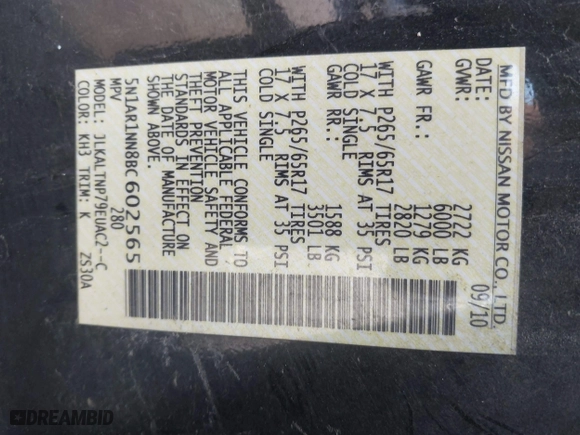 MFD BY NISSAN MOTOR CO., LTD.
DATE: 09/10
GVWR: 2722 KG
6000 LB
GAWR FR.: 1279 KG
2820 LB
WITH P265/65R17 TIRES
17 X 7.5 RIMS AT 35 PSI
COLD SINGLE
GAWR RR.: 1588 KG
3501 LB
WITH P265/65R17 TIRES
17 X 7.5 RIMS AT 35 PSI
COLD SINGLE
THIS VEHICLE CONFORMS TO
ALL APPLICABLE FEDERAL
MOTOR VEHICLE SAFETY AND
THEFT PREVENTION
STANDARDS IN EFFECT ON
THE DATE OF MANUFACTURE
SHOWN ABOVE.
5N1AR1NN8BC602565
MPV 280
MODEL: JLKALTNP79EUAC2--C
COLOR: KH3 TRIM: K ZS30A
DREAMBID